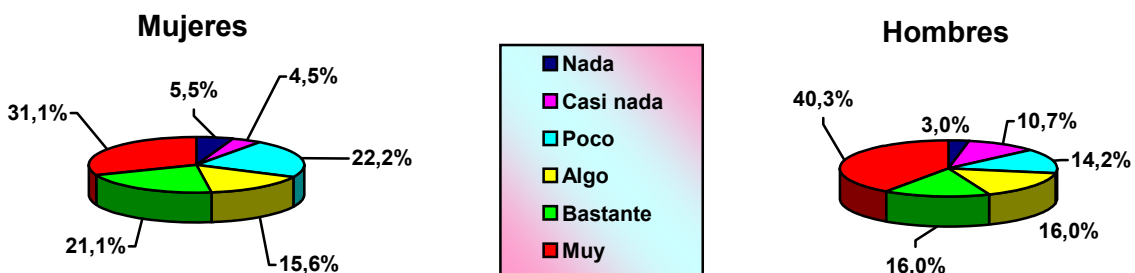 Mujeres
5,5%
4,5%
31,1%
22,2%
21,1%
15,6%
Nada
Casi nada
Poco
Algo
Bastante
Muy
Hombres
40,3%
3,0%
10,7%
14,2%
16,0%
16,0%